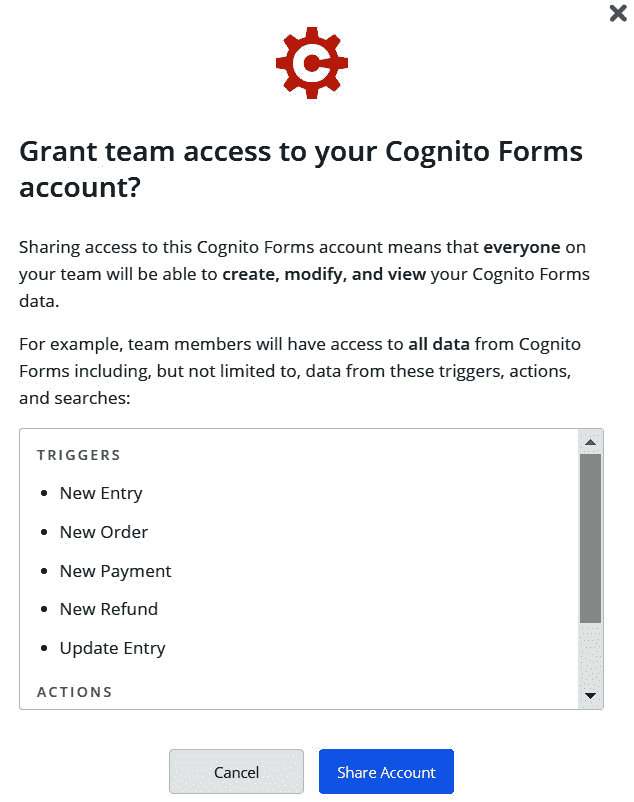 Grant team access to your Cognito Forms
account?
Sharing access to this Cognito Forms account means that everyone on
your team will be able to create, modify, and view your Cognito Forms
data.
For example, team members will have access to all data from Cognito
Forms including, but not limited to, data from these triggers, actions,
and searches:
TRIGGERS
New Entry
New Order
New Payment
New Refund
Update Entry
ACTIONS
Cancel
Share Account